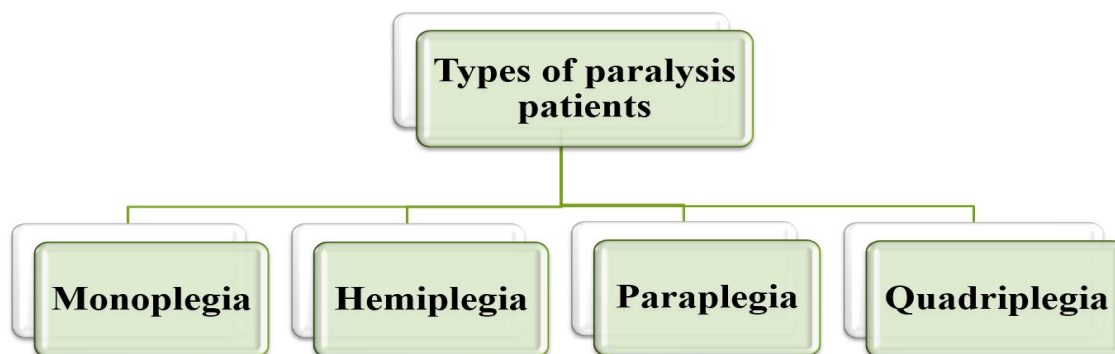 Types of paralysis
patients
Monoplegia
Hemiplegia
Paraplegia
Quadriplegia